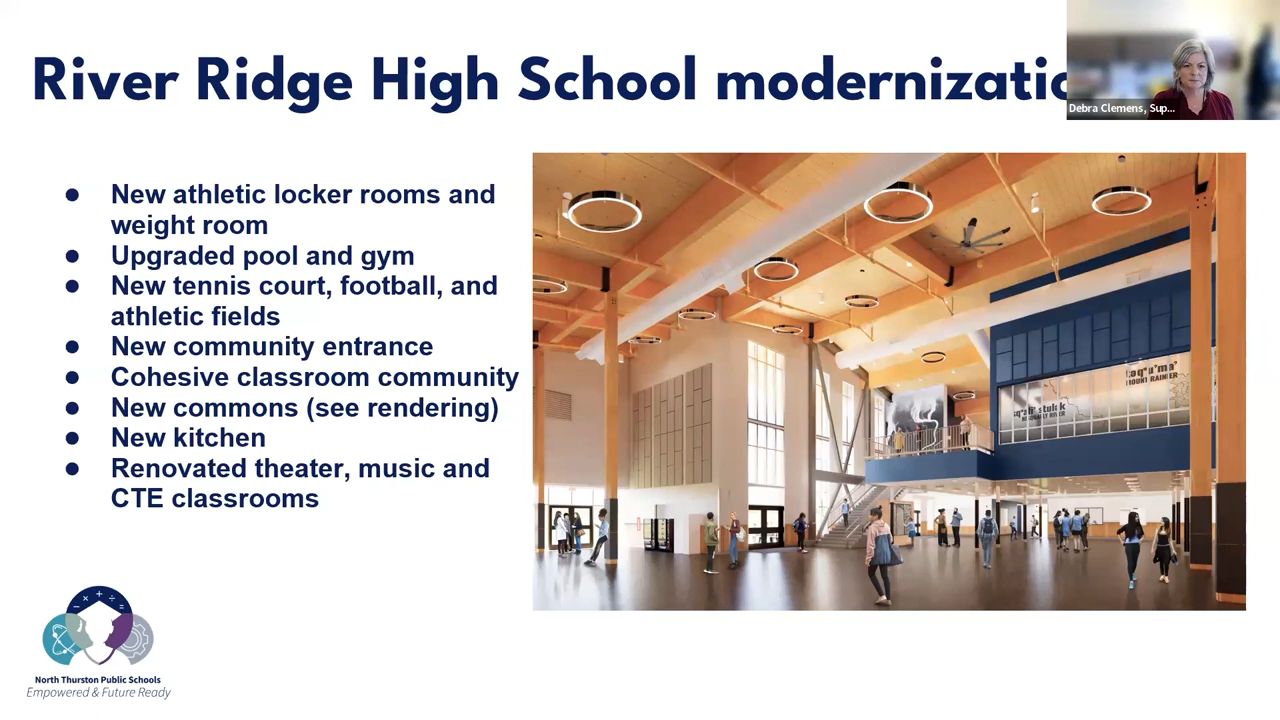 River Ridge High School modernizatio
Debra Clemens, Sup...
● New athletic locker rooms and
weight room
● Upgraded pool and gym
● New tennis court, football, and
athletic fields
● New community entrance
● Cohesive classroom community
● New commons (see rendering)
● New kitchen
● Renovated theater, music and
CTE classrooms
MOUNT RAINIER
North Thurston Public Schools
Empowered & Future Ready